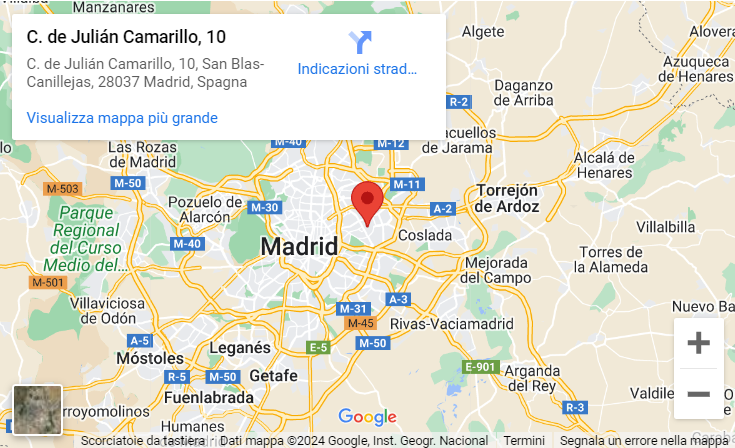 Manzanares
C. de Julián Camarillo, 10
C. de Julián Camarillo, 10, San Blas-
Canillejas, 28037 Madrid, Spagna
Visualizza mappa più grande
Indicazioni strad...
Algete
Alovera
Azuqueca
de Henares
R-2
Daganzo
de Arriba
M-40
M-12
acuellos
de Jarama
Las Rozas
de Madrid
Alcalá de
Henares
M-503
M-50
M-11
Torrejón
de Ardoz
Pozuelo de
Alarcón
M-30
A-2
Parque
Regional
del Curso
Medio del...
M-40
Madrid
Coslada
Villalbilla
Torres de
la Alameda
Mejorada
del Campo
M-501
Villaviciosa
de Odón
A-3
M-31
Nuevo Ba
M-45
Rivas-Vaciamadrid
A-5
M-50
Leganés
E-5
Móstoles
E-901
Arganda
del Rey
R-5
M-50
Getafe
Fuenlabrada
Valdile
R-3
rroyomolinos
Humanes
Google
Scorciatoie da tastiera
Dati mappa ©2024 Google, Inst. Geogr. Nacional
Termini
Segnala un errore nella mappa